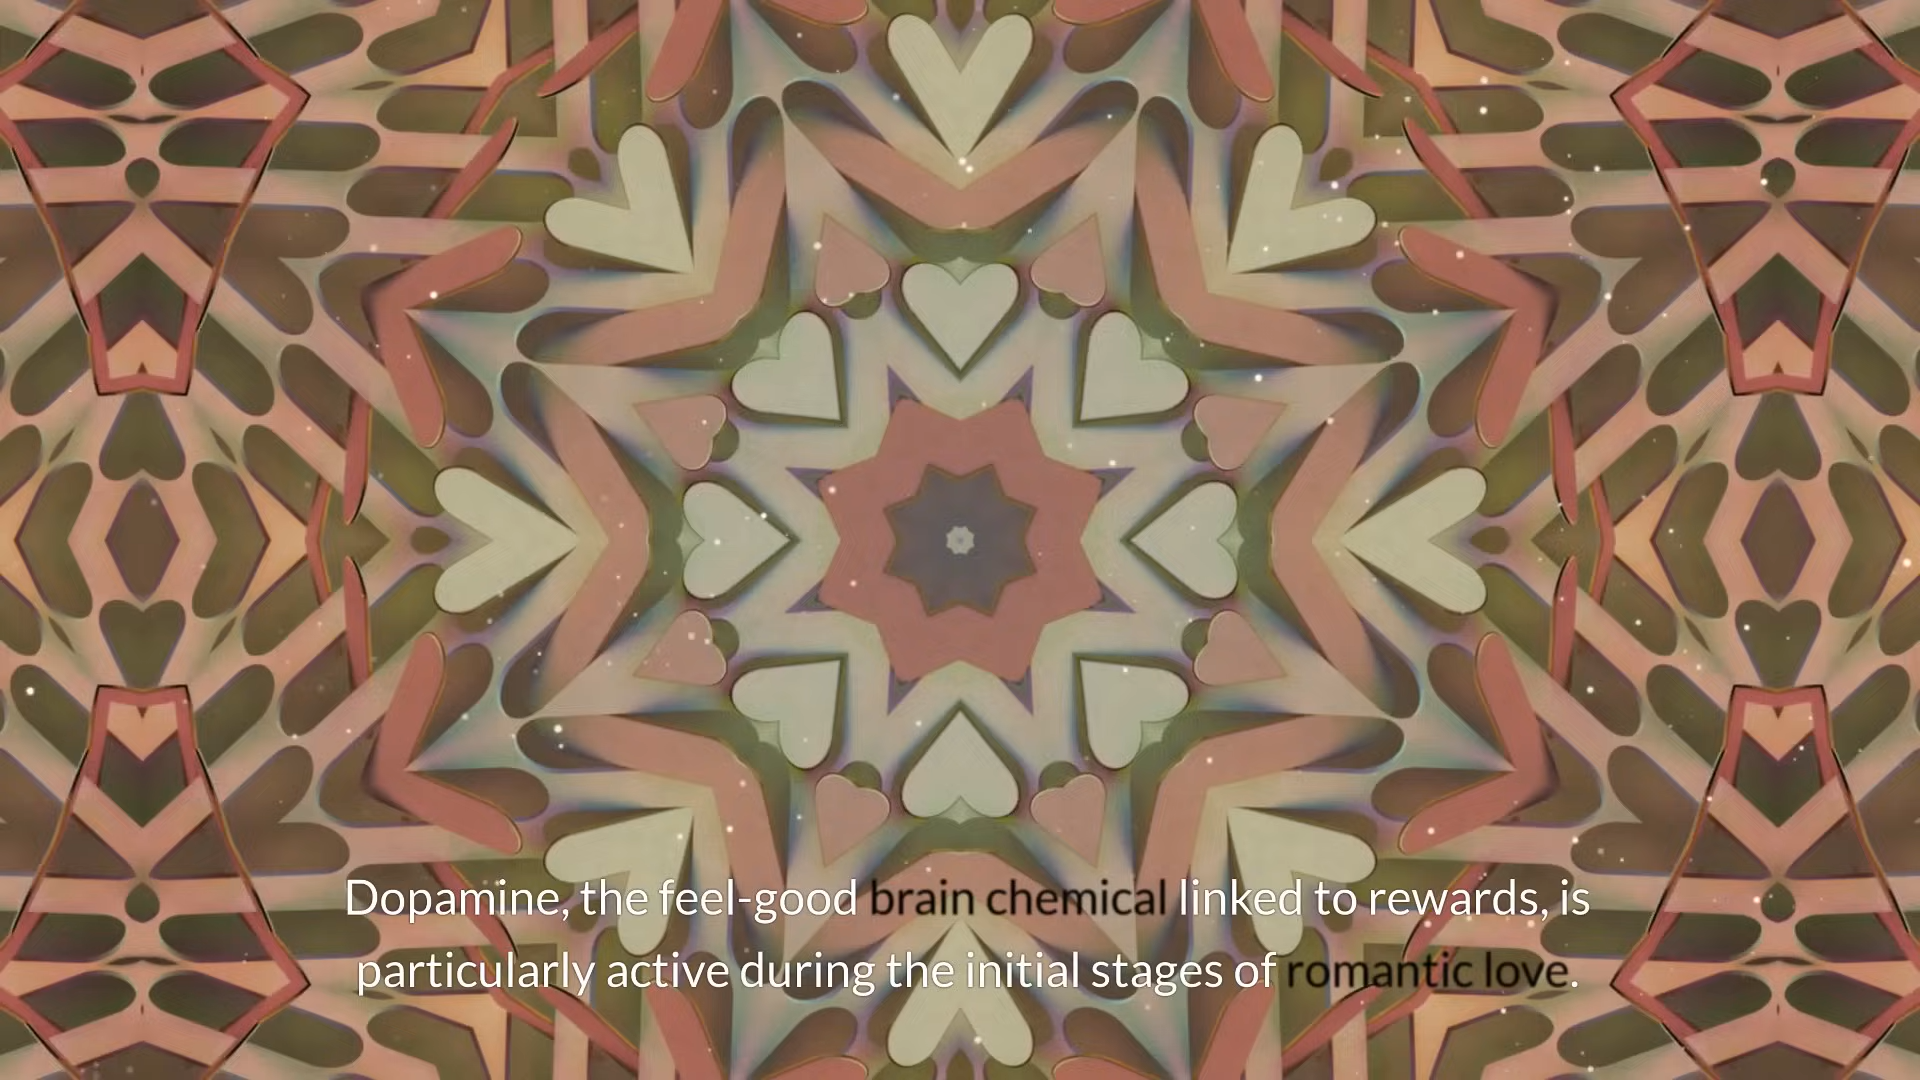 Dopamine, the feel-good brain chemical linked to rewards, is
particularly active during the initial stages of romantic love.